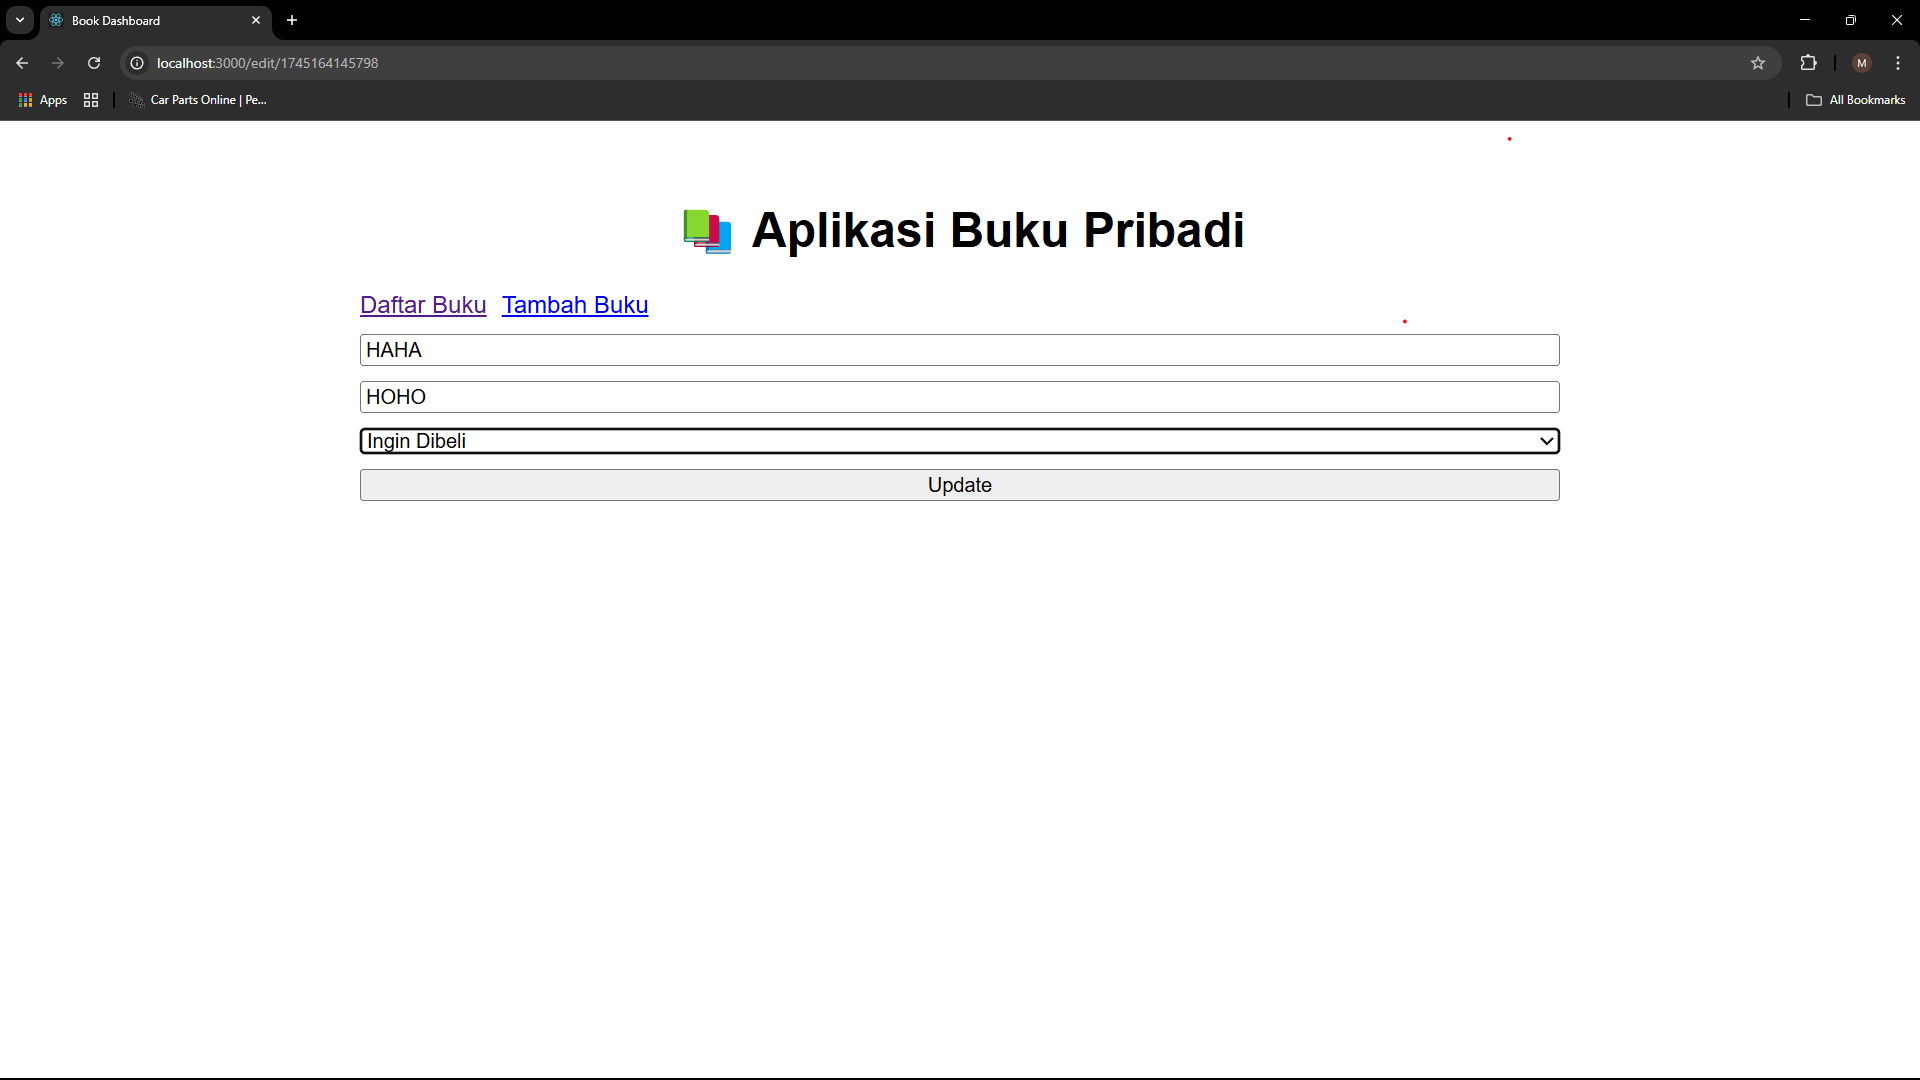 Book Dashboard
localhost:3000/edit/1745164145798
M
Apps
Car Parts Online | Pe...
All Bookmarks
Aplikasi Buku Pribadi
Daftar Buku Tambah Buku
HAHA
HOHO
Ingin Dibeli
Update